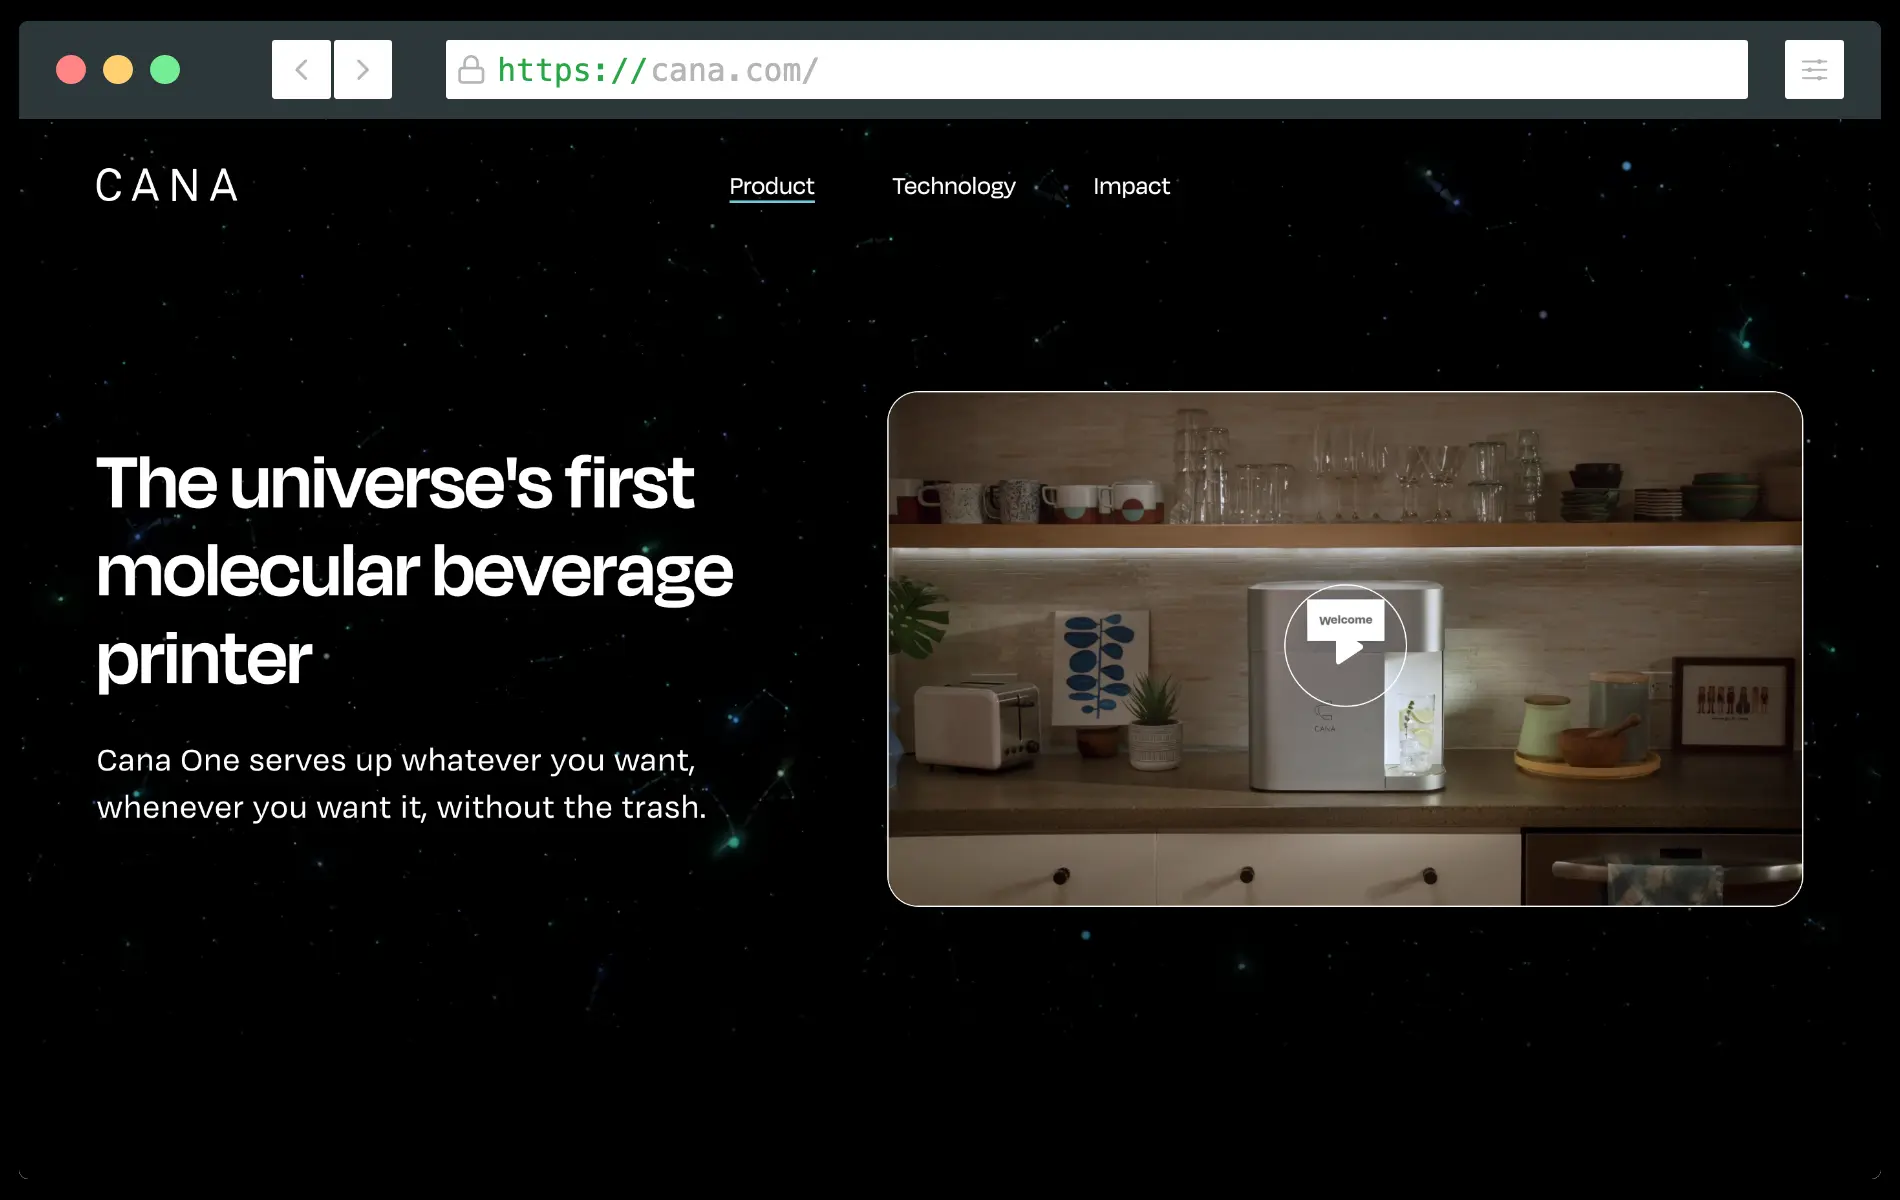 https://cana.com/
CANA
Product
Technology
Impact
The universe's first
molecular beverage
printer
Cana One serves up whatever you want,
whenever you want it, without the trash.
Welcome
CANA